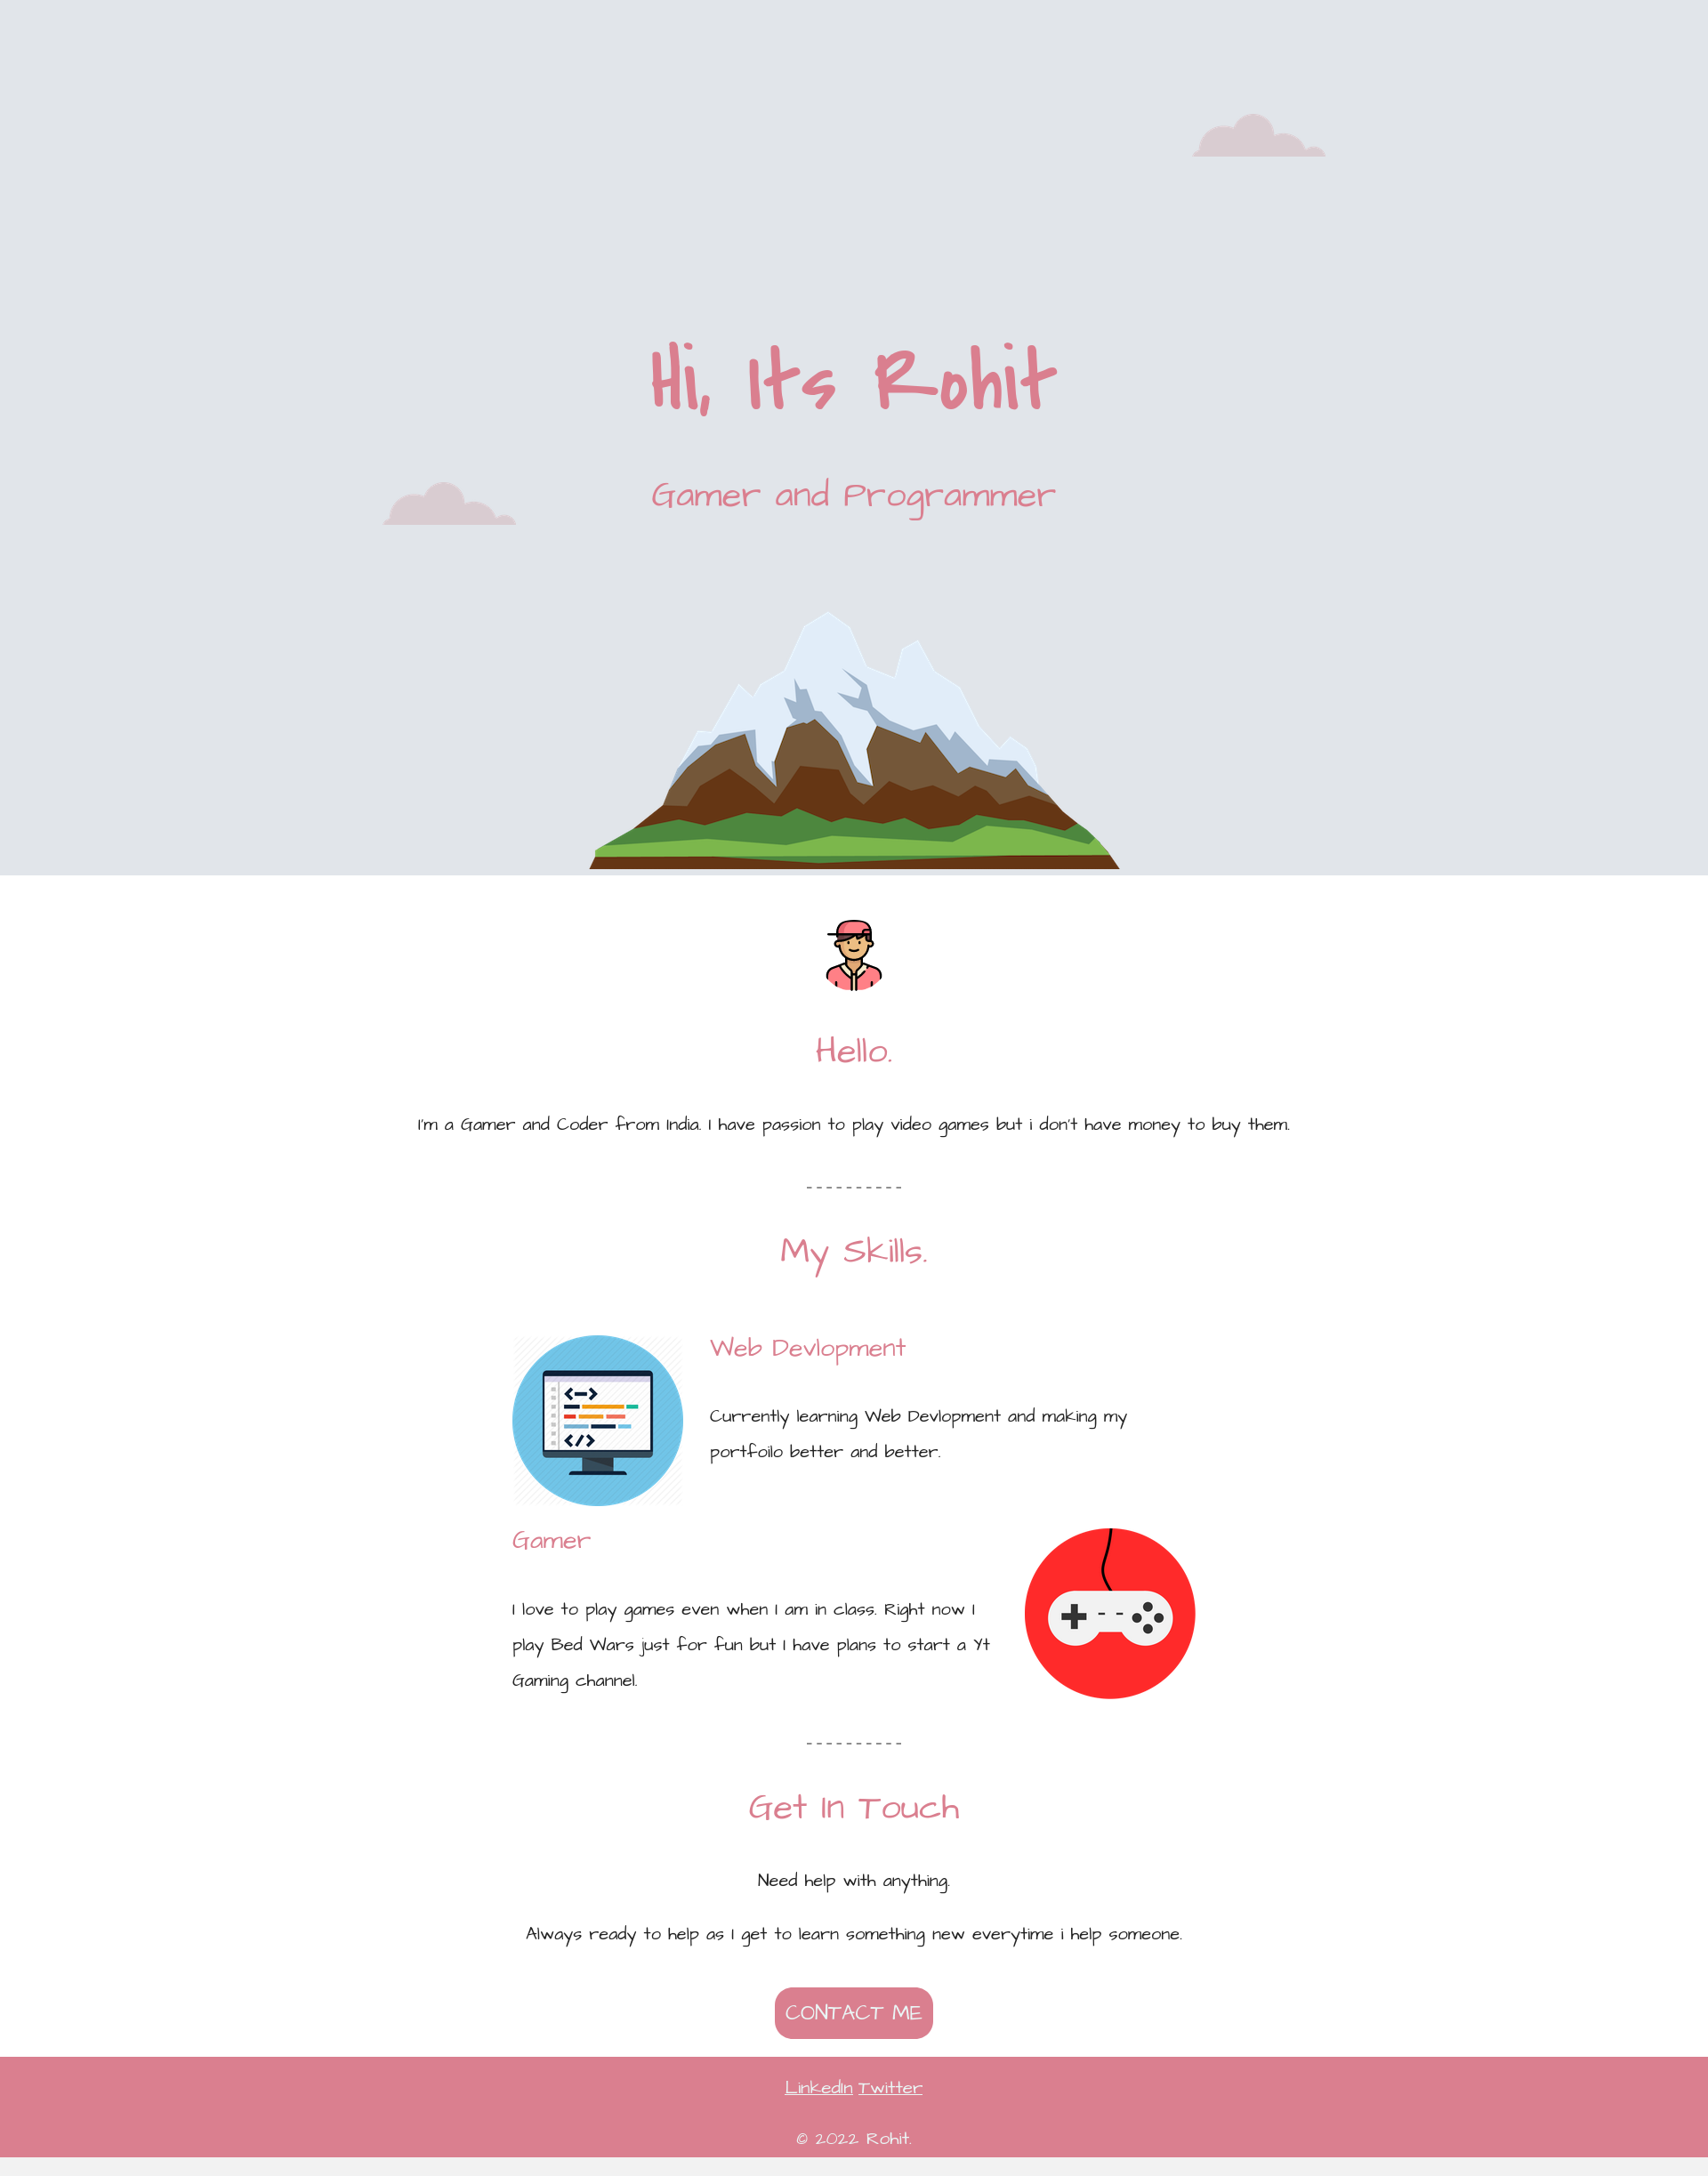 Hi, Its Rohit
Gamer and Programmer
Hello.
I'm a Gamer and Coder from India. I have passion to play video games but i don't have money to buy them.
My Skills.
Web Devlopment
Currently learning Web Devlopment and making my
portfoilo better and better.
Gamer
I love to play games even when I am in class. Right now I
play Bed Wars just for fun but I have plans to start a Yt
Gaming channel.
Get In Touch
Need help with anything.
Always ready to help as I get to learn something new everytime i help someone.
CONTACT ME
LinkedIn Twitter
© 2022 Rohit.